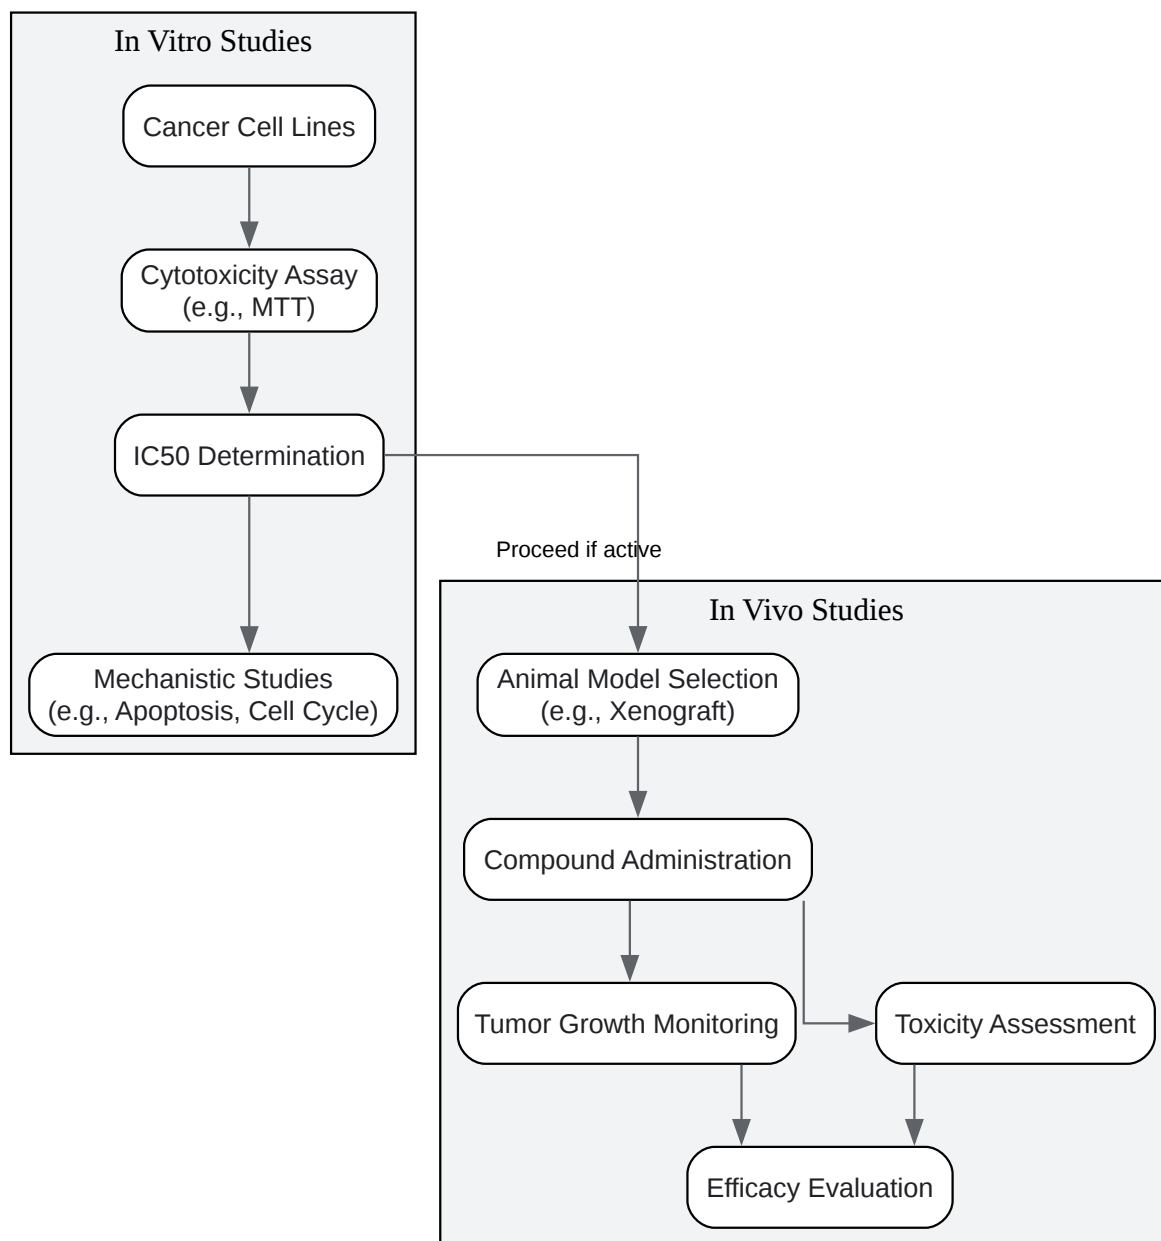 In Vitro Studies
Cancer Cell Lines
Cytotoxicity Assay
(e.g., MTT)
IC50 Determination
Mechanistic Studies
(e.g., Apoptosis, Cell Cycle)
Proceed if active
In Vivo Studies
Animal Model Selection
(e.g., Xenograft)
Compound Administration
Tumor Growth Monitoring
Toxicity Assessment
Efficacy Evaluation